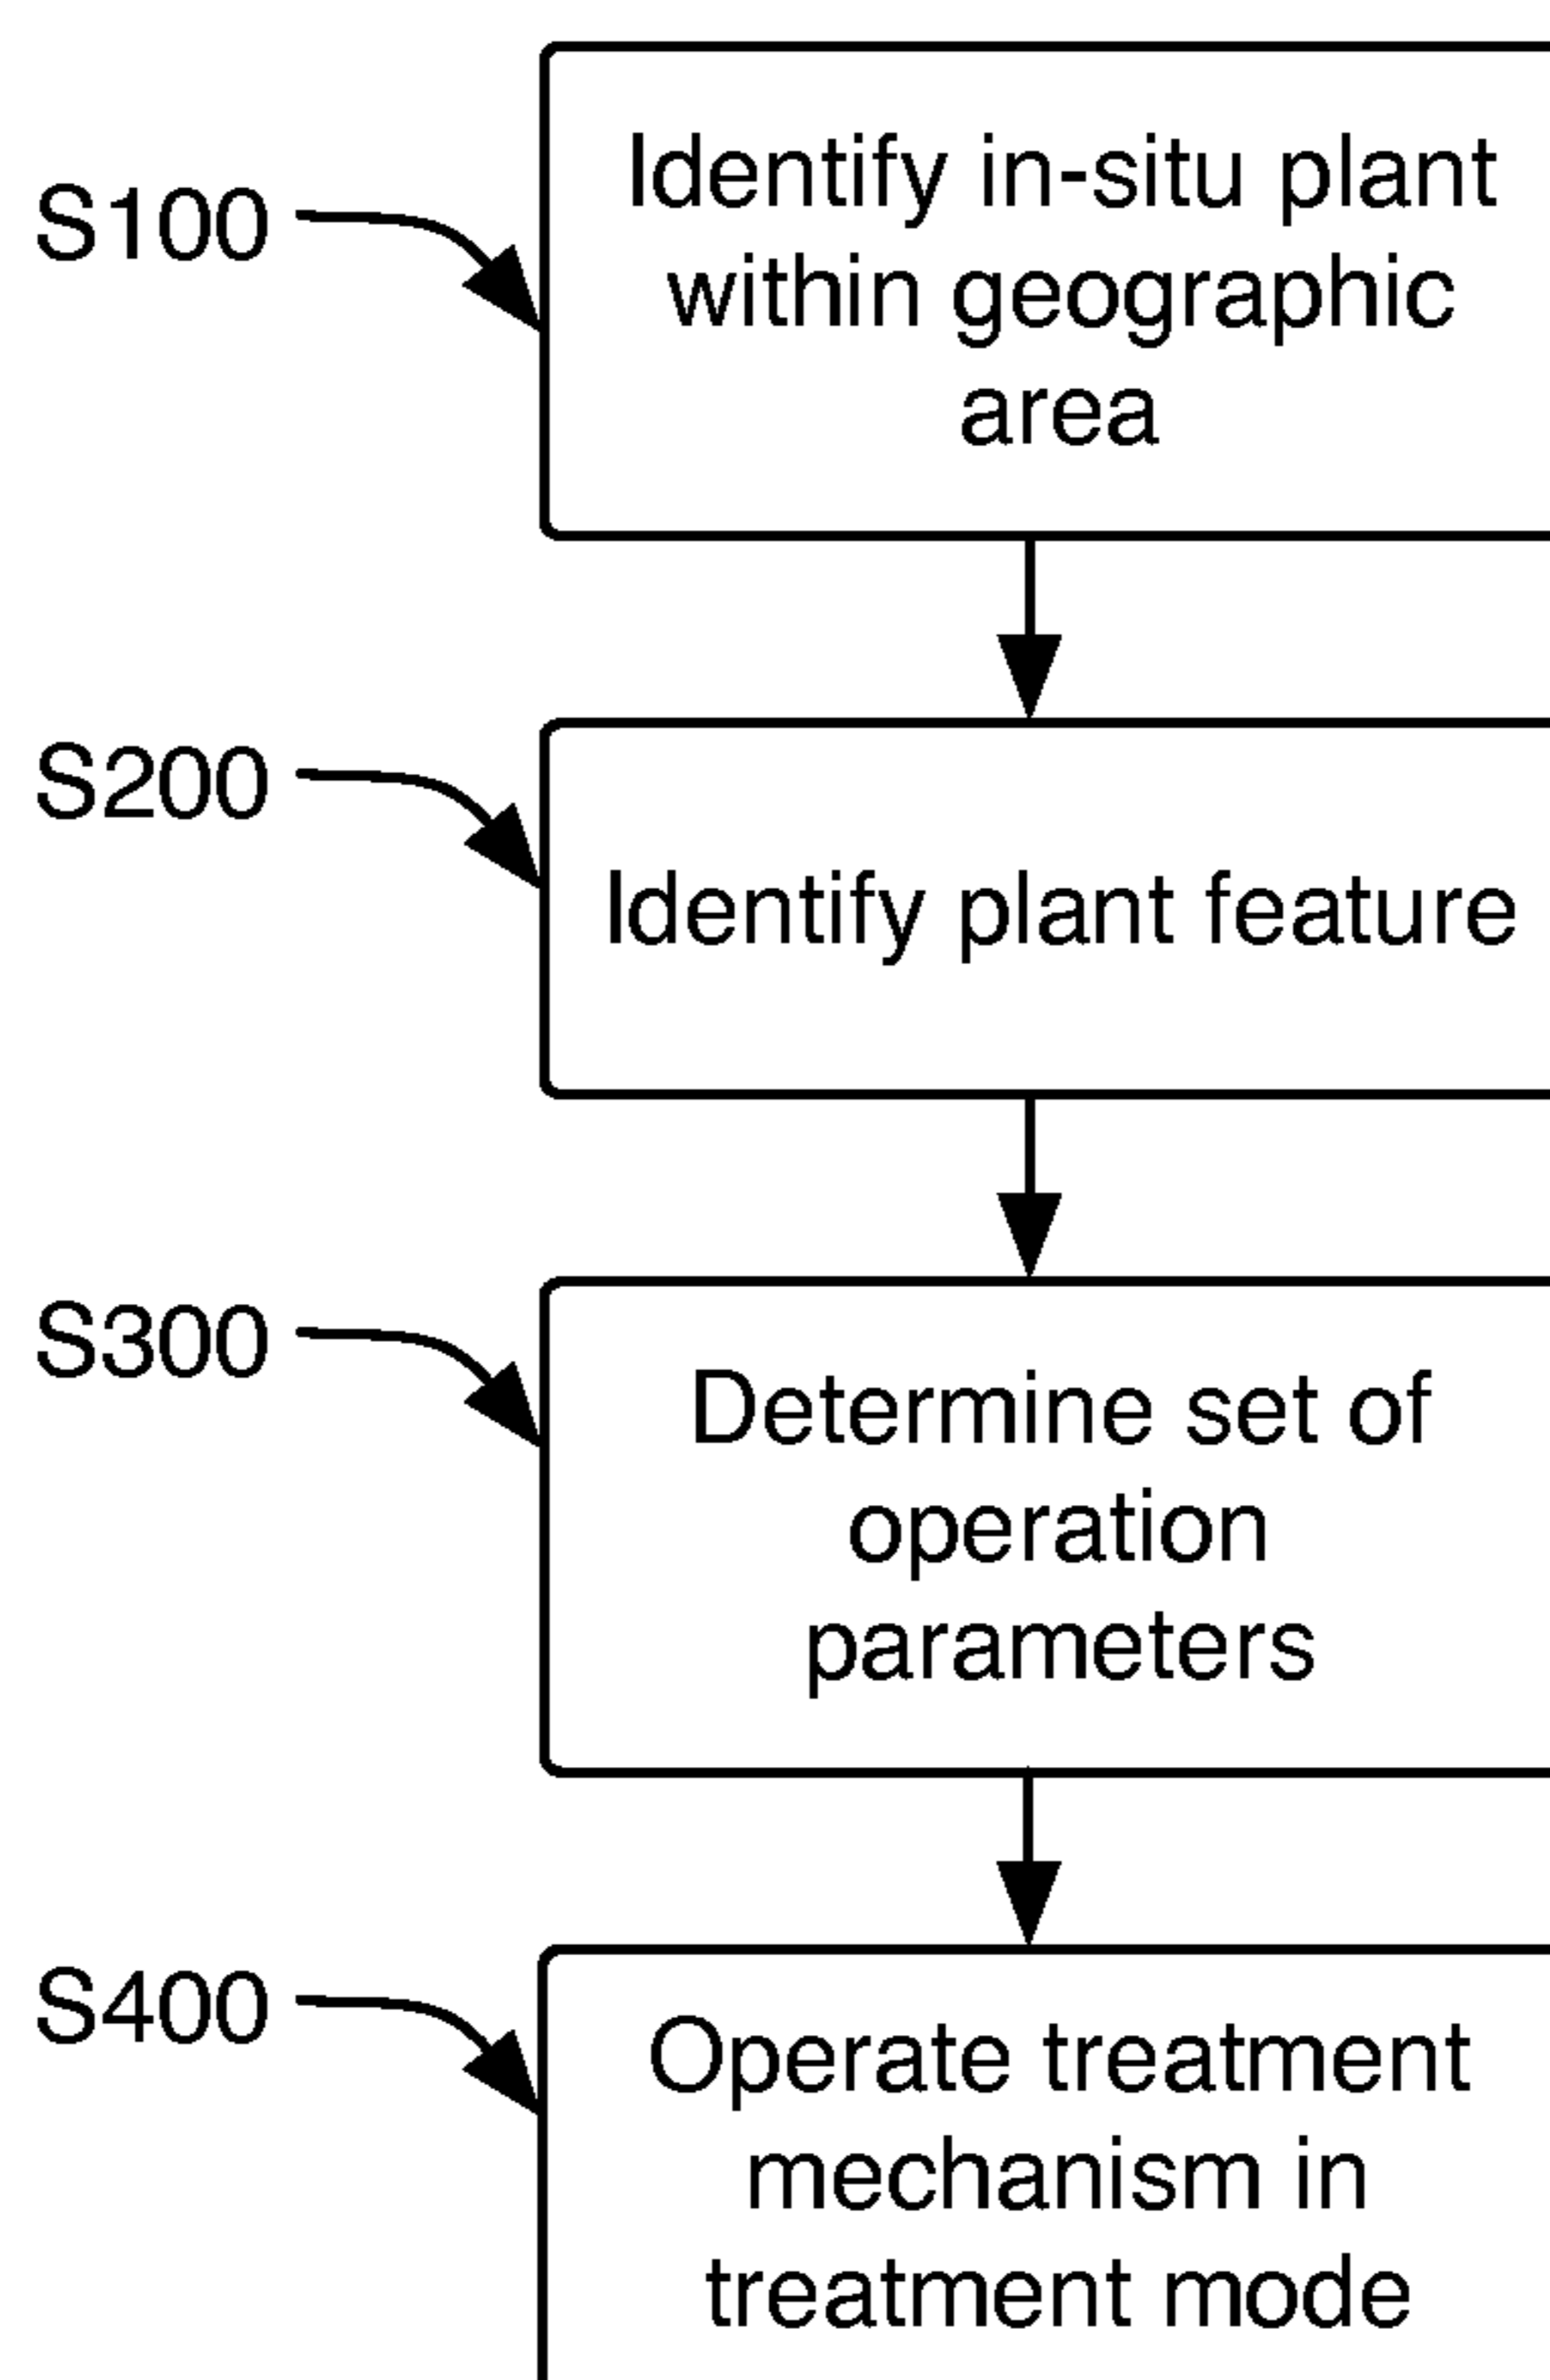 S100
Identify in-situ plant
within geographic
area
S200
Identify plant feature
S300
Determine set of
operation
parameters
S400
Operate treatment
mechanism in
treatment mode